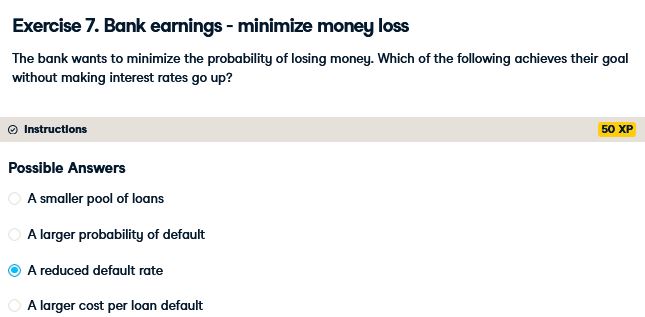 Exercise 7. Bank earnings - minimize money loss
The bank wants to minimize the probability of losing money. Which of the following achieves their goal
without making interest rates go up?
Instructions 50 XP
Possible Answers
A smaller pool of loans
A larger probability of default
A reduced default rate
A larger cost per loan default